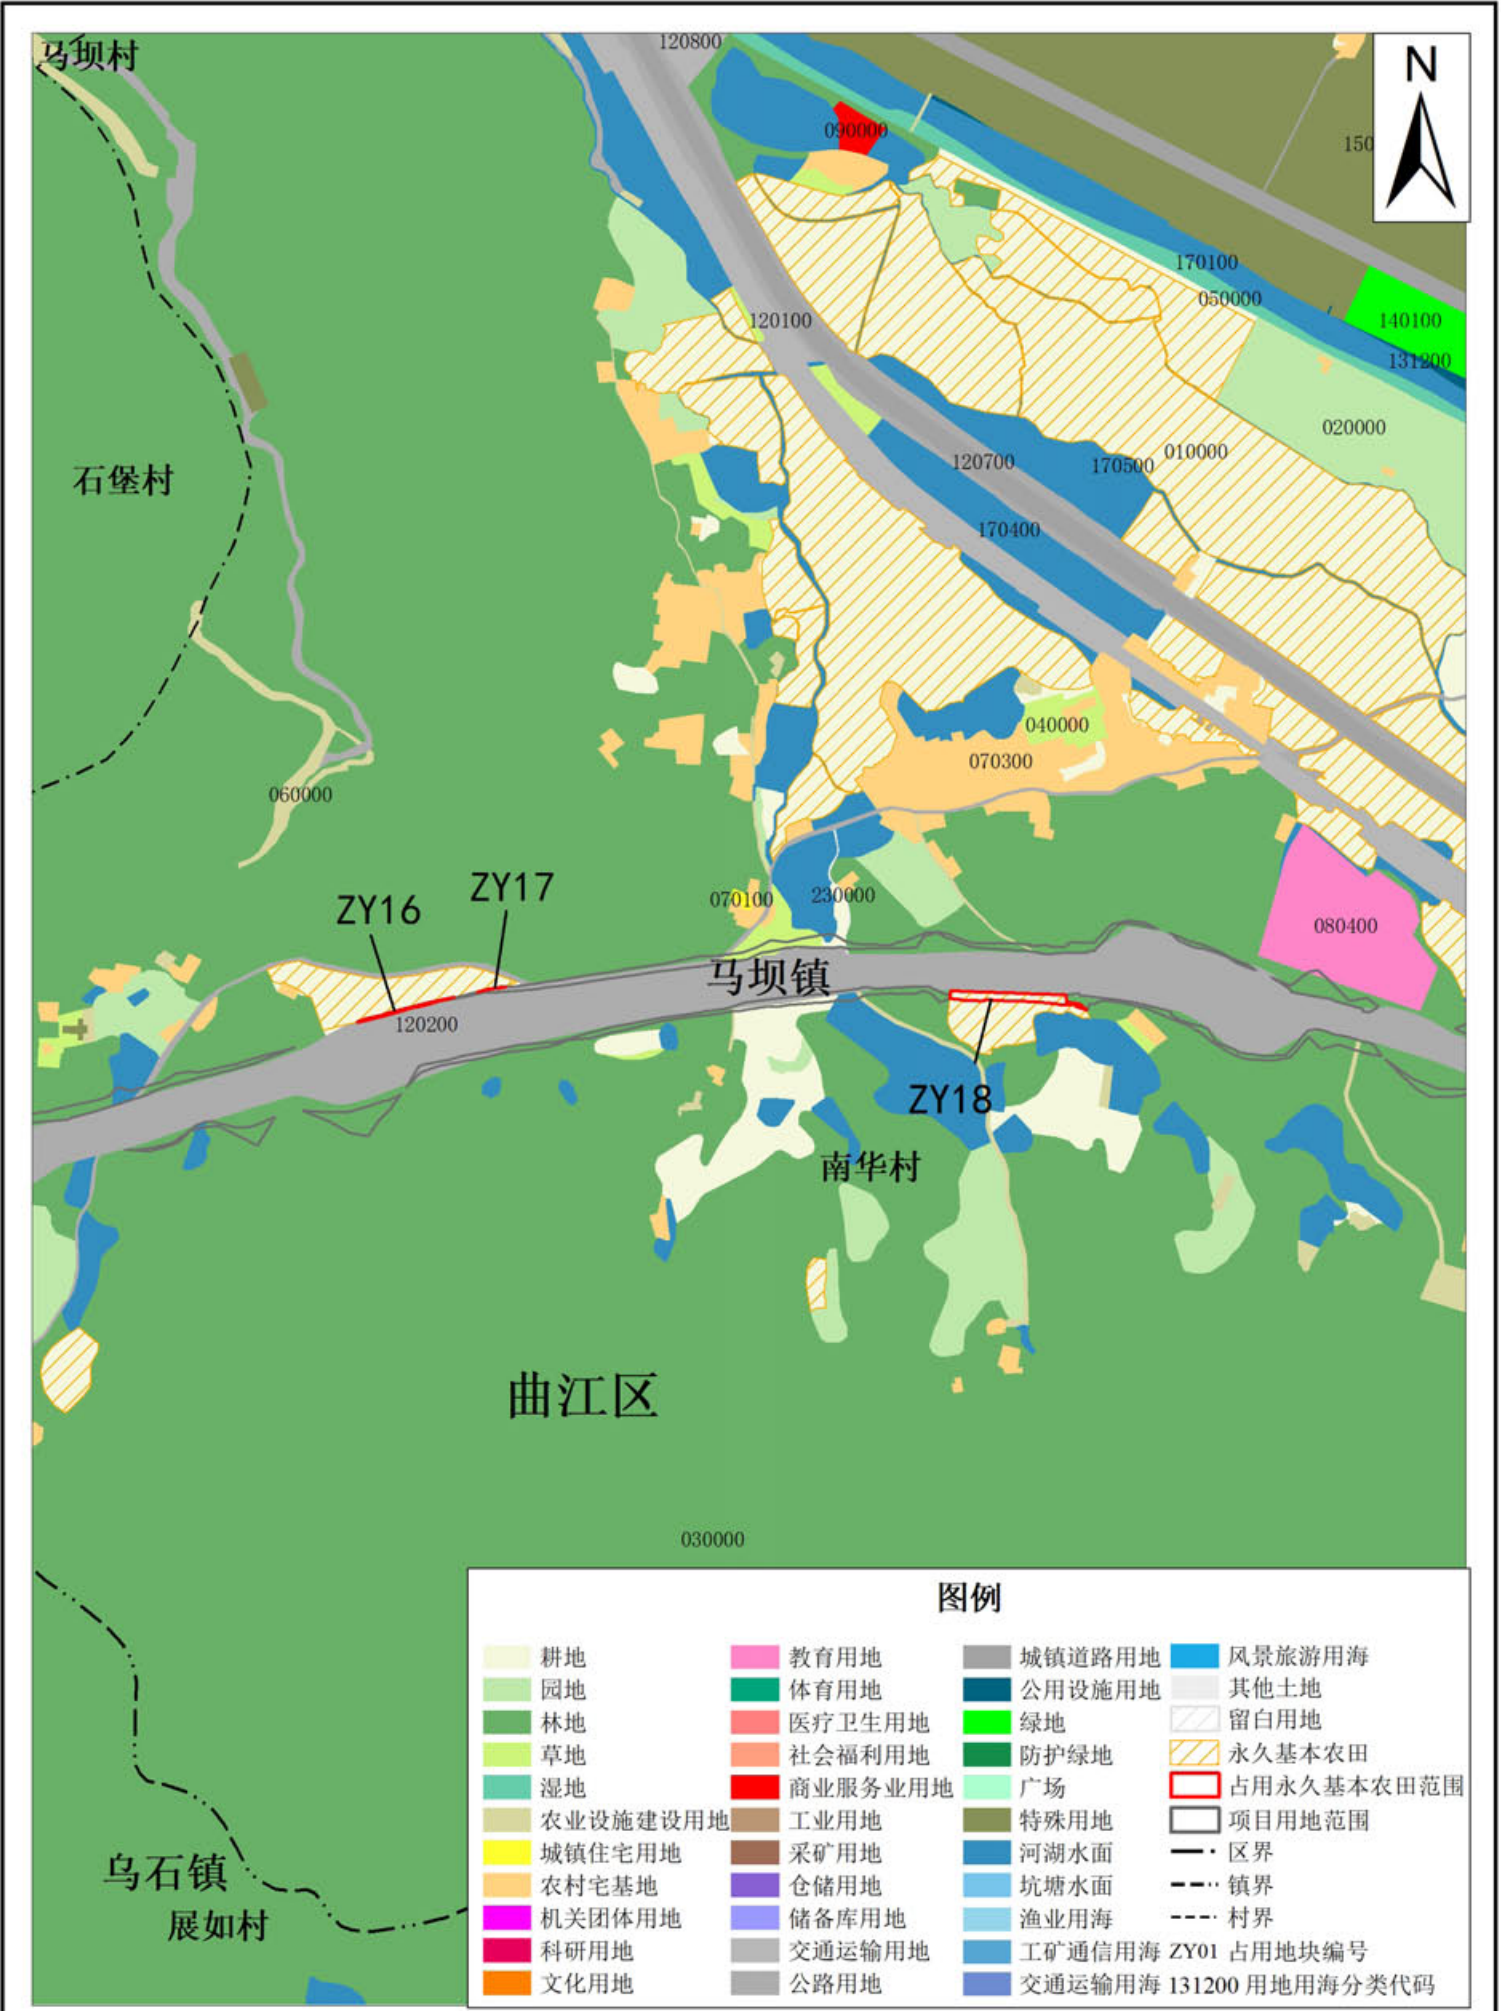 马坝村
120800
N
090000
150
170100
050000
120100
140100
131200
020000
010000
120700
170500
石堡村
170400
040000
070300
060000
ZY17
ZY16
070100
230000
080400
马坝镇
120200
ZY18
南华村
曲江区
030000
图例
耕地 教育用地 城镇道路用地 风景旅游用海
园地 体育用地 公用设施用地 其他土地
林地 医疗卫生用地 绿地 留白用地
草地 社会福利用地 防护绿地 永久基本农田
湿地 商业服务业用地 广场 占用永久基本农田范围
农业设施建设用地 工业用地 特殊用地 项目用地范围
城镇住宅用地 采矿用地 河湖水面 区界
农村宅基地 仓储用地 坑塘水面 镇界
机关团体用地 储备库用地 渔业用海 村界
科研用地 交通运输用地 工矿通信用海 ZY01 占用地块编号
文化用地 公路用地 交通运输用海 131200 用地用海分类代码
乌石镇
展如村